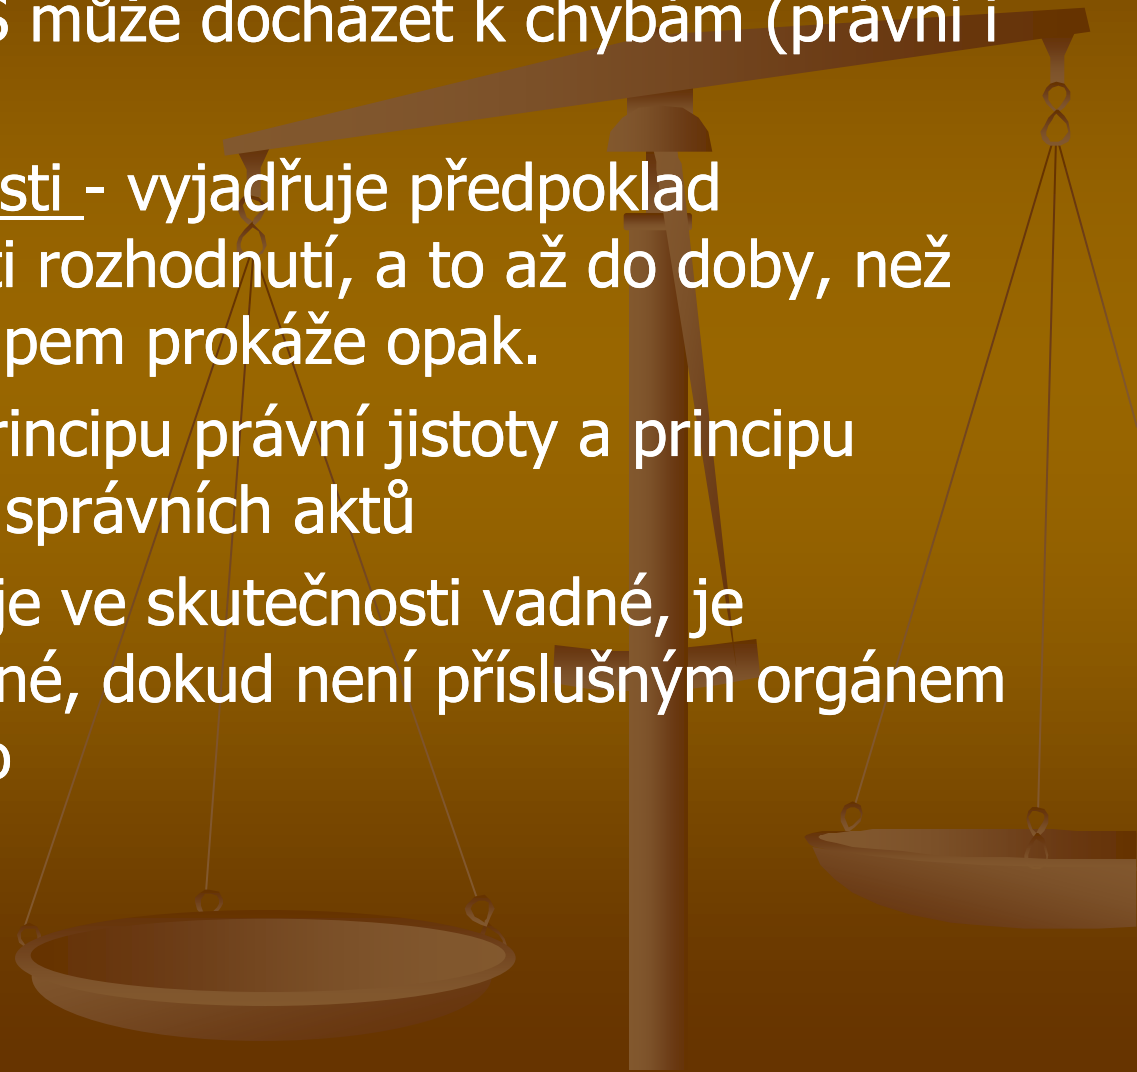 může docházet k chybám (právní i
sti - vyjadřuje předpoklad
ti rozhodnutí, a to až do doby, než
pem prokáže opak.
rincipu právní jistoty a principu
správních aktů
je ve skutečnosti vadné, je
né, dokud není příslušným orgánem